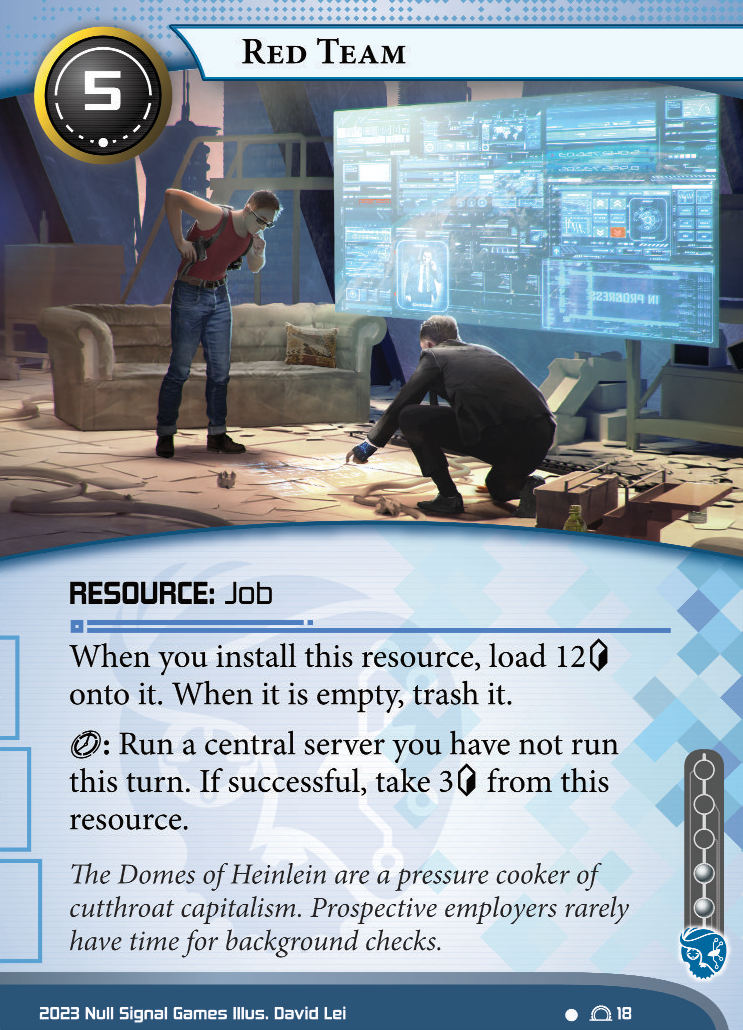 Red Team
5
IN PROGRESS
RESOURCE: Job
When you install this resource, load 12
onto it. When it is empty, trash it.
: Run a central server you have not run
this turn. If successful, take 3 from this
resource.
The Domes of Heinlein are a pressure cooker of
cutthroat capitalism. Prospective employers rarely
have time for background checks.
2023 Null Signal Games Illus. David Lei
18